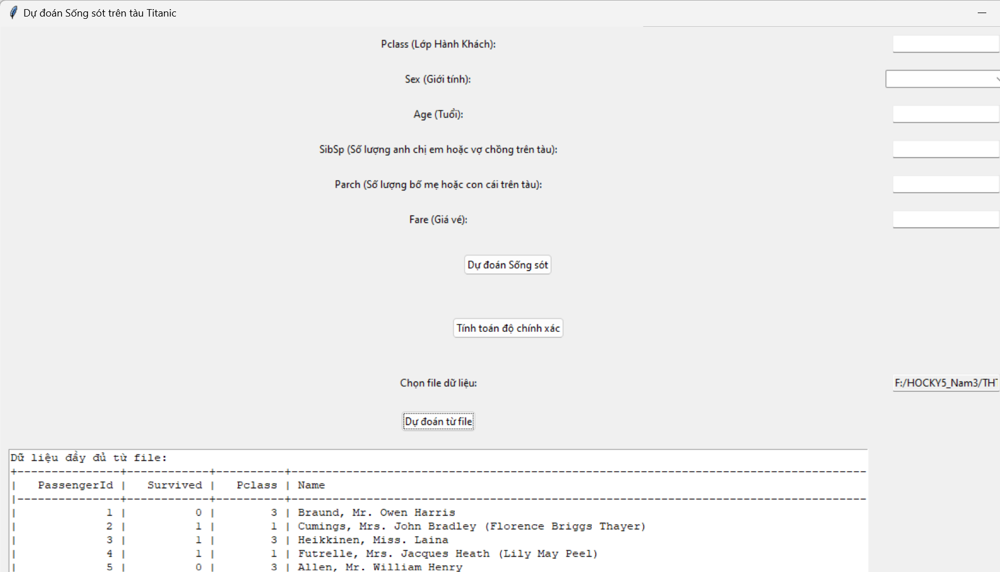 Dự đoán Sống sót trên tàu Titanic
Pclass (Lớp Hành Khách):
Sex (Giới tính):
Age (Tuổi):
SibSp (Số lượng anh chị em hoặc vợ chồng trên tàu):
Parch (Số lượng bố mẹ hoặc con cái trên tàu):
Fare (Giá vé):
Dự đoán Sống sót
Tính toán độ chính xác
Chọn file dữ liệu: F:/HOCKY5_Nam3/TH
Dự đoán từ file
Dữ liệu đầy đủ từ file:
| PassengerId | Survived | Pclass | Name
| 1 | 0 | 3 | Braund, Mr. Owen Harris
| 2 | 1 | 1 | Cumings, Mrs. John Bradley (Florence Briggs Thayer)
| 3 | 1 | 3 | Heikkinen, Miss. Laina
| 4 | 1 | 1 | Futrelle, Mrs. Jacques Heath (Lily May Peel)
| 5 | 0 | 3 | Allen, Mr. William Henry